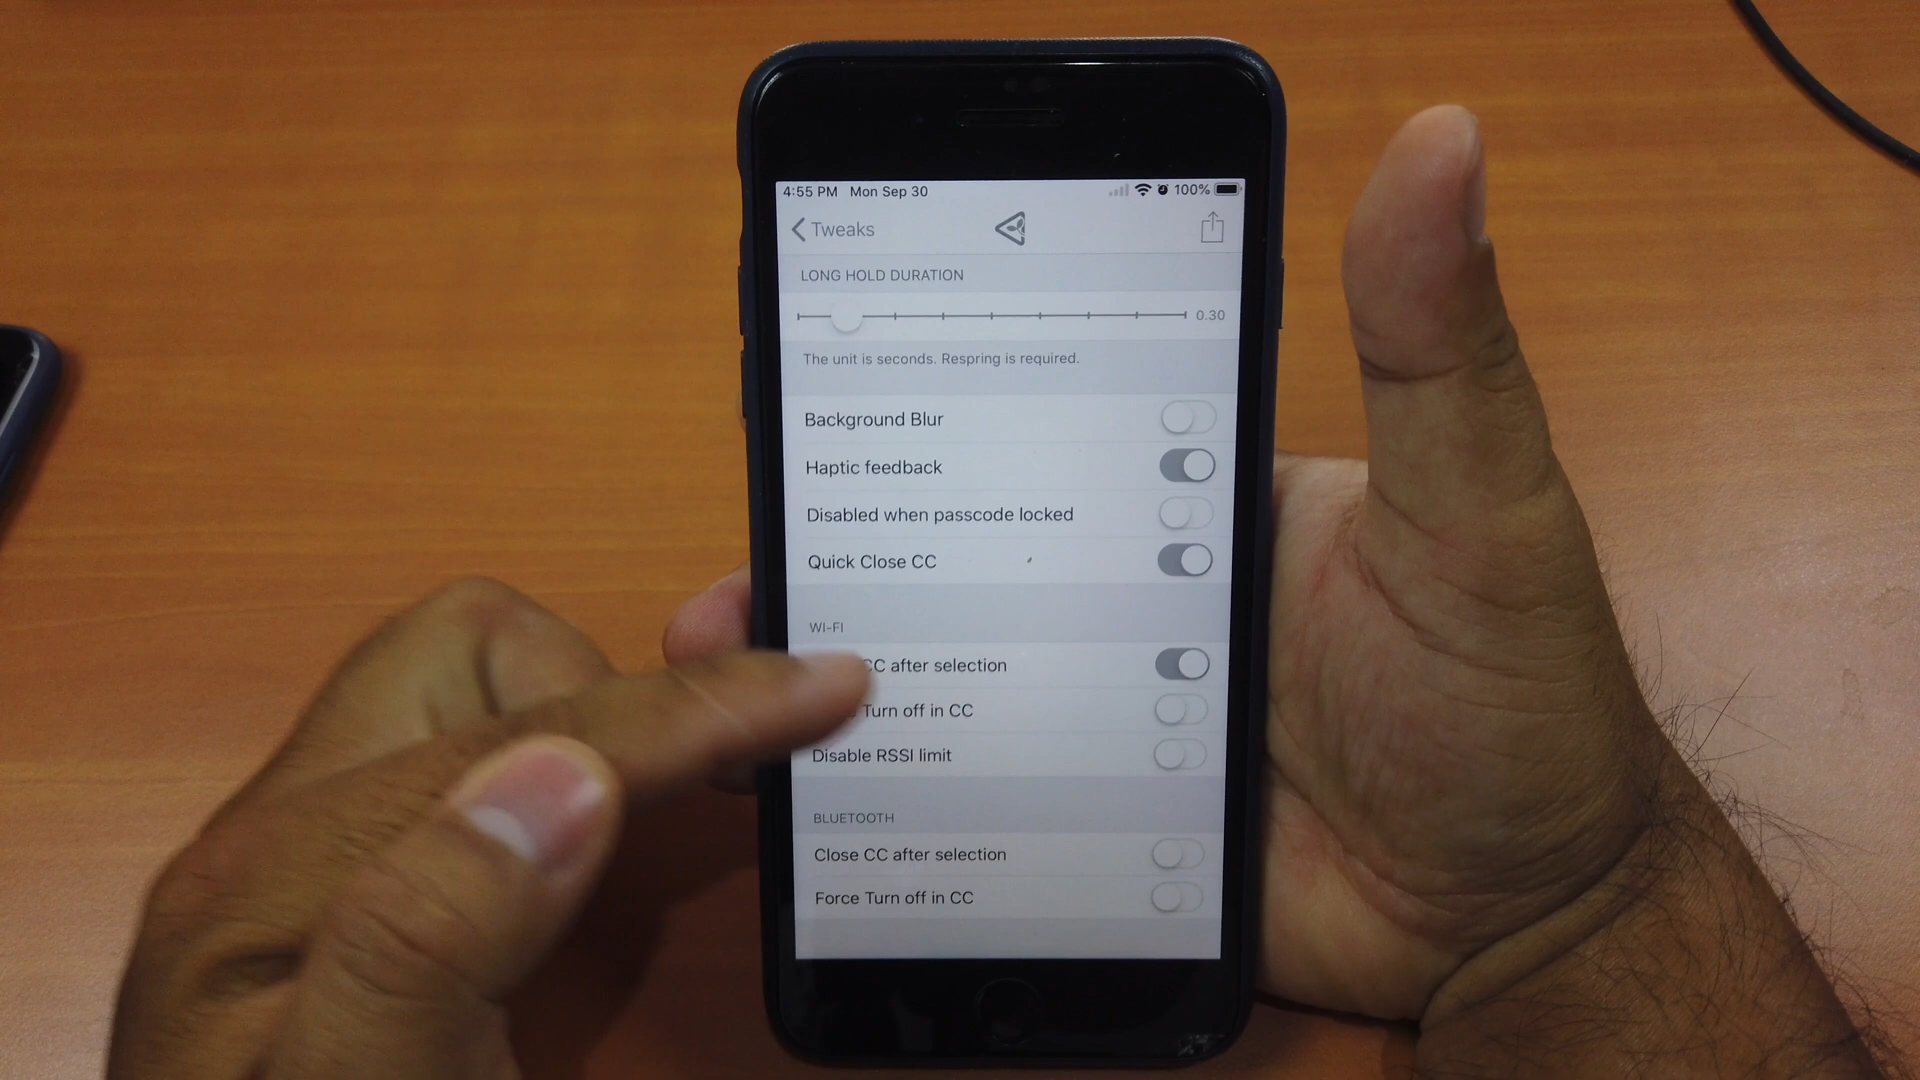 4:55 PM Mon Sep 30 100%
Tweaks
LONG HOLD DURATION
0.30
The unit is seconds. Respring is required.
Background Blur
Haptic feedback
Disabled when passcode locked
Quick Close CC
WI-FI
CC after selection
Turn off in CC
Disable RSSI limit
BLUETOOTH
Close CC after selection
Force Turn off in CC